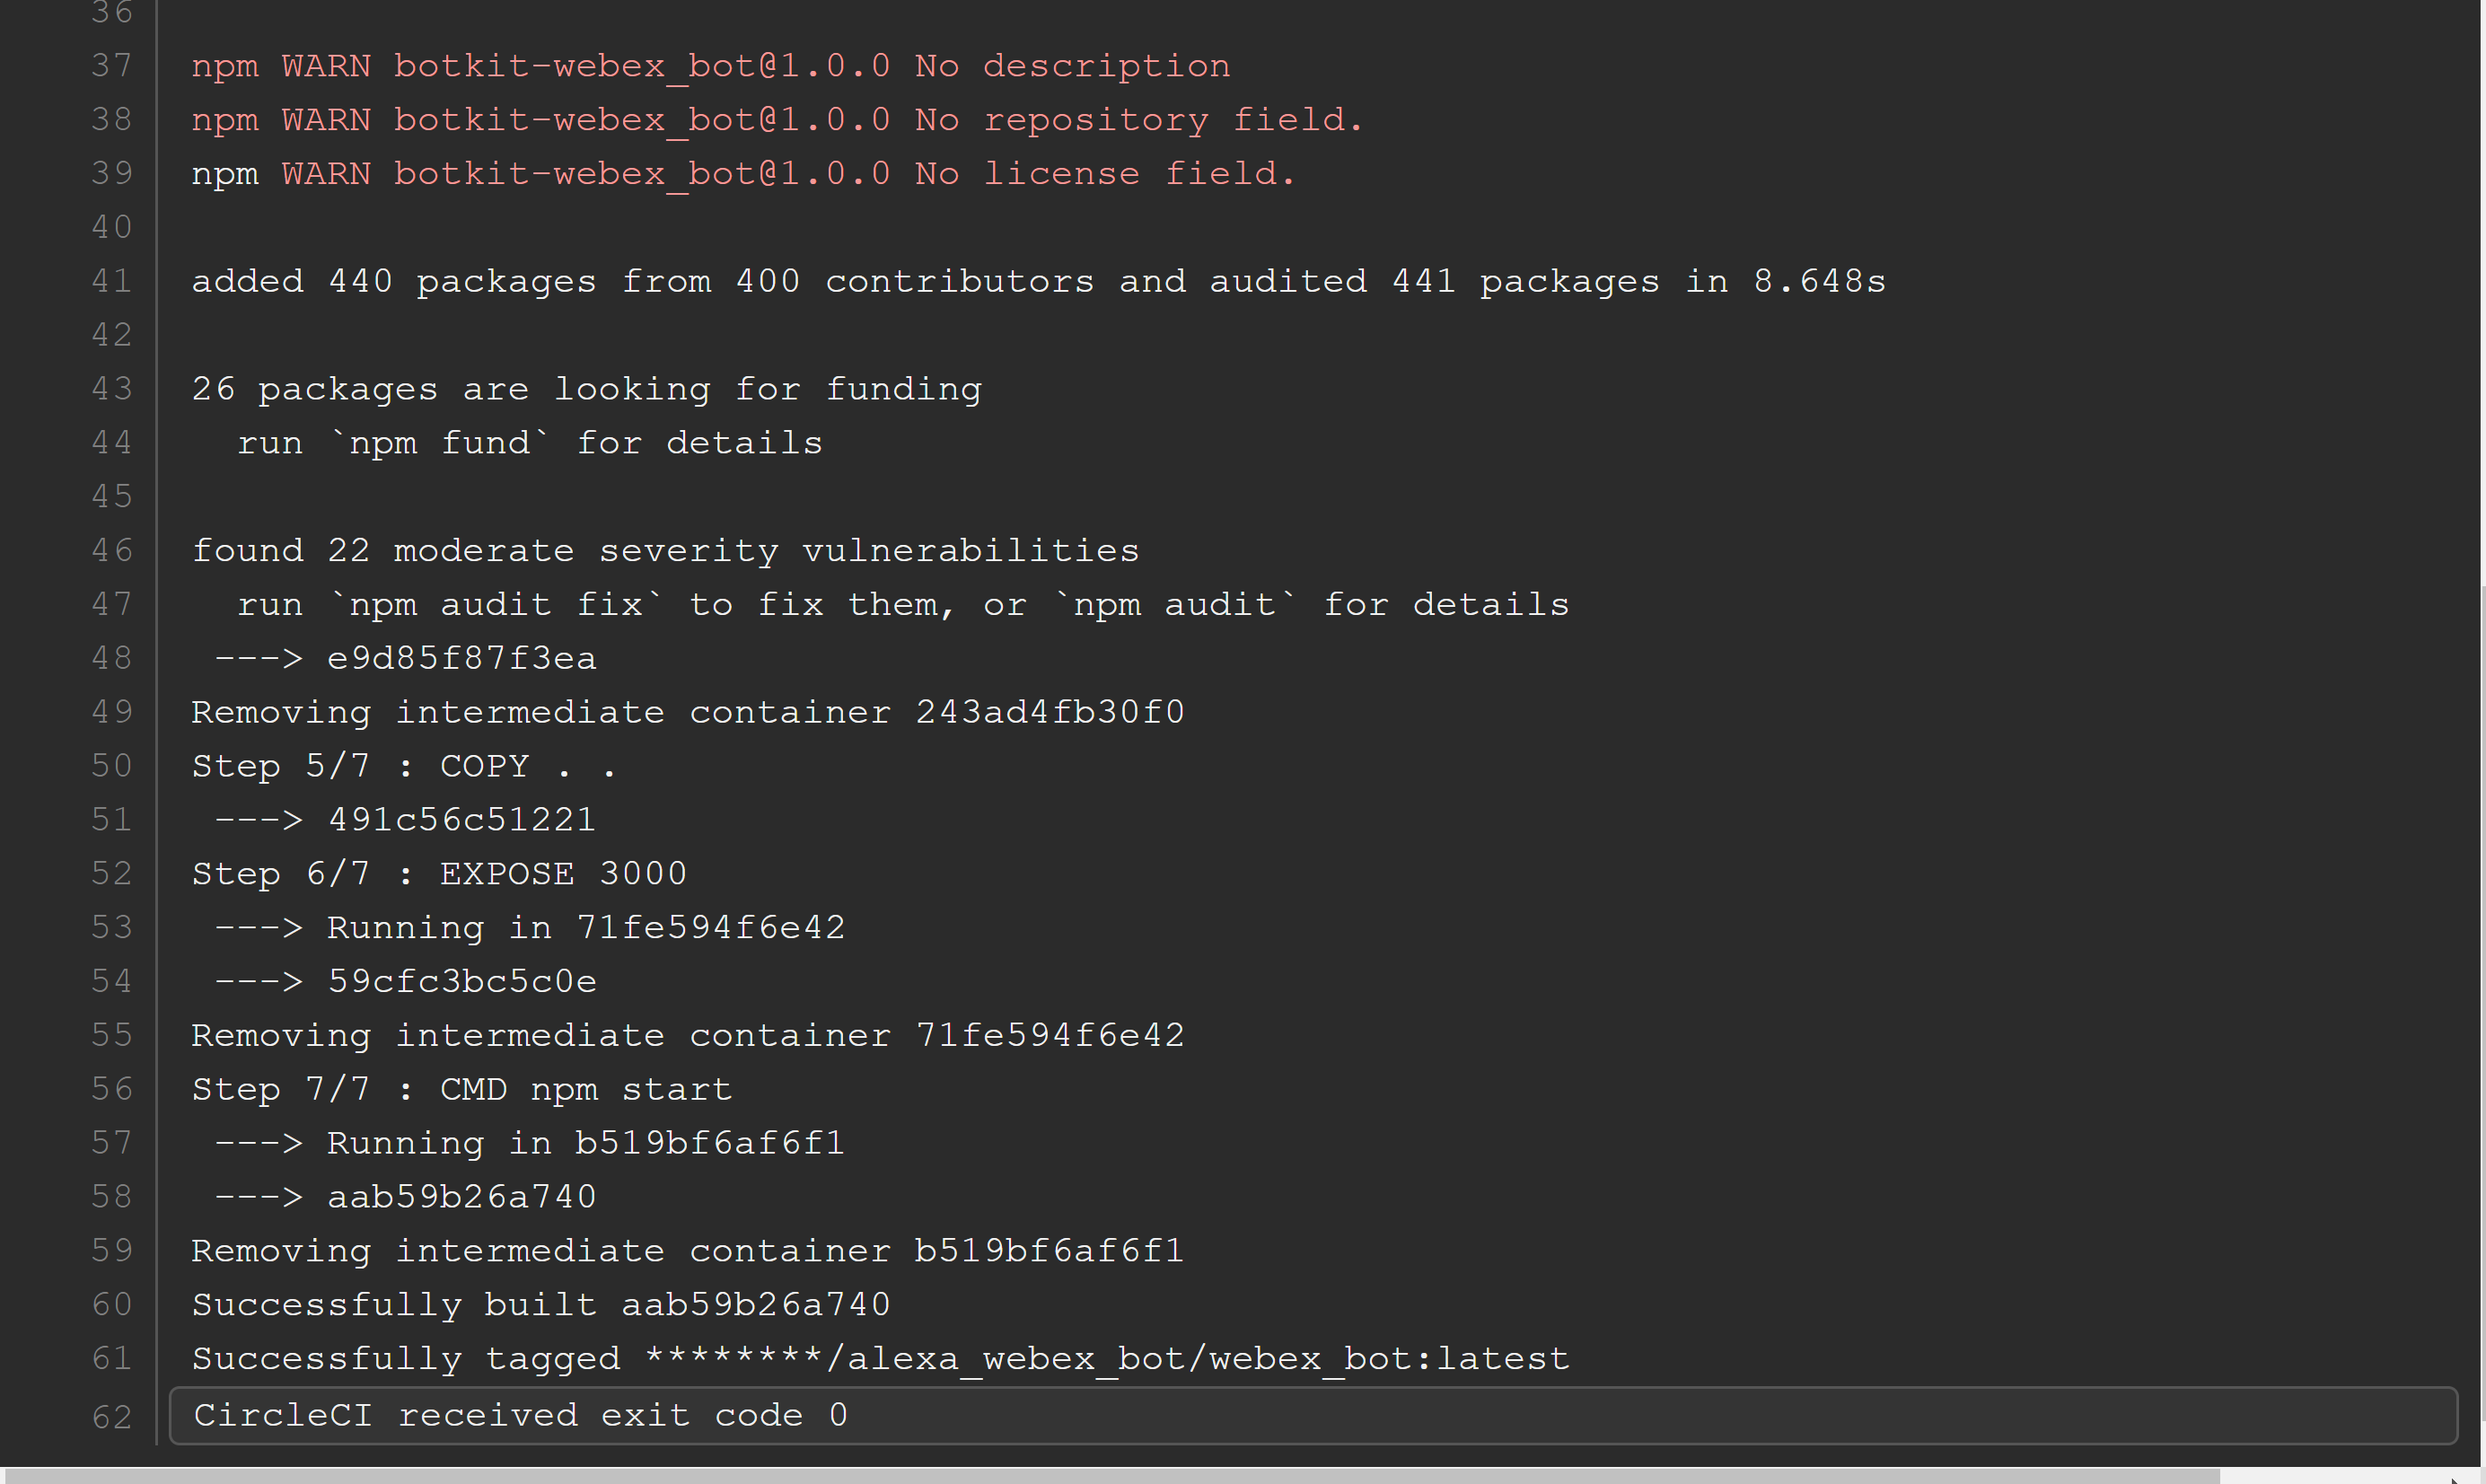 36
37 npm WARN botkit-webex_bot@1.0.0 No description
38 npm WARN botkit-webex_bot@1.0.0 No repository field.
39 npm WARN botkit-webex_bot@1.0.0 No license field.
40
41 added 440 packages from 400 contributors and audited 441 packages in 8.648s
42
43 26 packages are looking for funding
44   run `npm fund` for details
45
46 found 22 moderate severity vulnerabilities
47   run `npm audit fix` to fix them, or `npm audit` for details
48  ---> e9d85f87f3ea
49 Removing intermediate container 243ad4fb30f0
50 Step 5/7 : COPY . .
51  ---> 491c56c51221
52 Step 6/7 : EXPOSE 3000
53  ---> Running in 71fe594f6e42
54  ---> 59cfc3bc5c0e
55 Removing intermediate container 71fe594f6e42
56 Step 7/7 : CMD npm start
57  ---> Running in b519bf6af6f1
58  ---> aab59b26a740
59 Removing intermediate container b519bf6af6f1
60 Successfully built aab59b26a740
61 Successfully tagged ********/alexa_webex_bot/webex_bot:latest
62 CircleCI received exit code 0